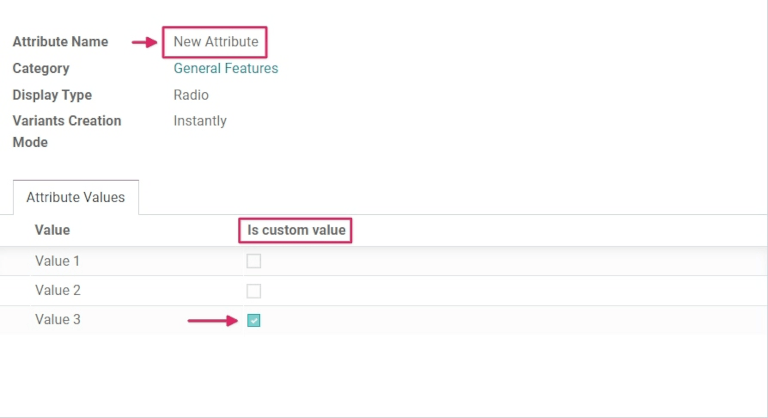 Attribute Name New Attribute
Category General Features
Display Type Radio
Variants Creation Instantly
Mode
Attribute Values
Value Is custom value
Value 1
Value 2
Value 3